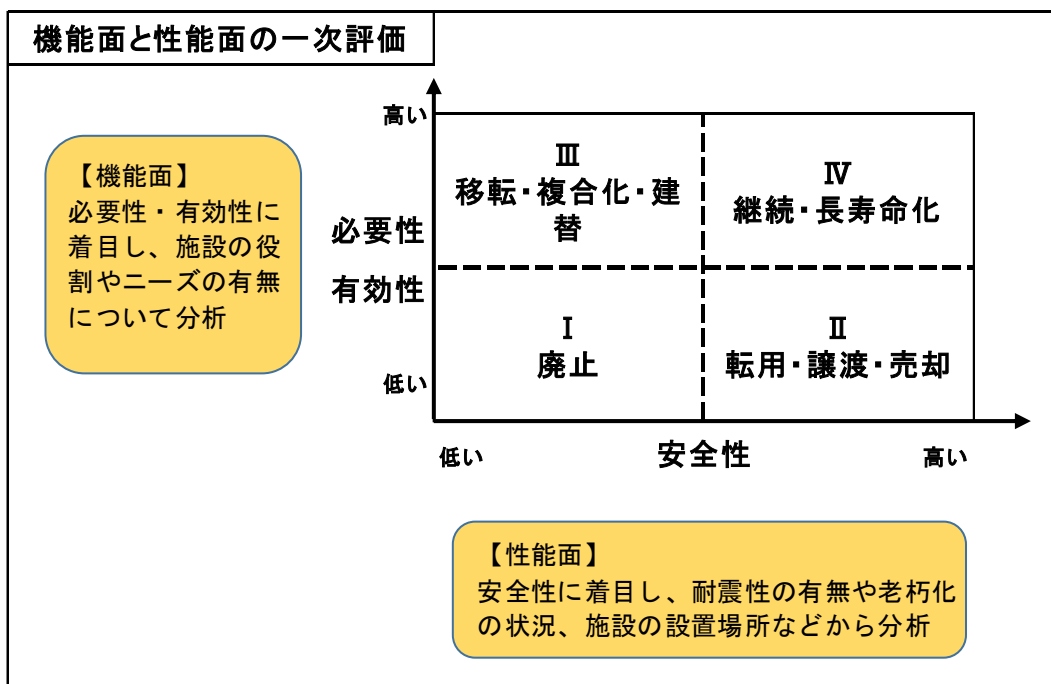 機能面と性能面の一次評価
高い
【機能面】
必要性・有効性に
着目し、施設の役
割やニーズの有無
について分析
必要性
有効性
低い
Ⅲ
移転・複合化・建
替
Ⅳ
継続・長寿命化
Ⅰ
廃止
Ⅱ
転用・譲渡・売却
低い
安全性
高い
【性能面】
安全性に着目し、耐震性の有無や老朽化
の状況、施設の設置場所などから分析